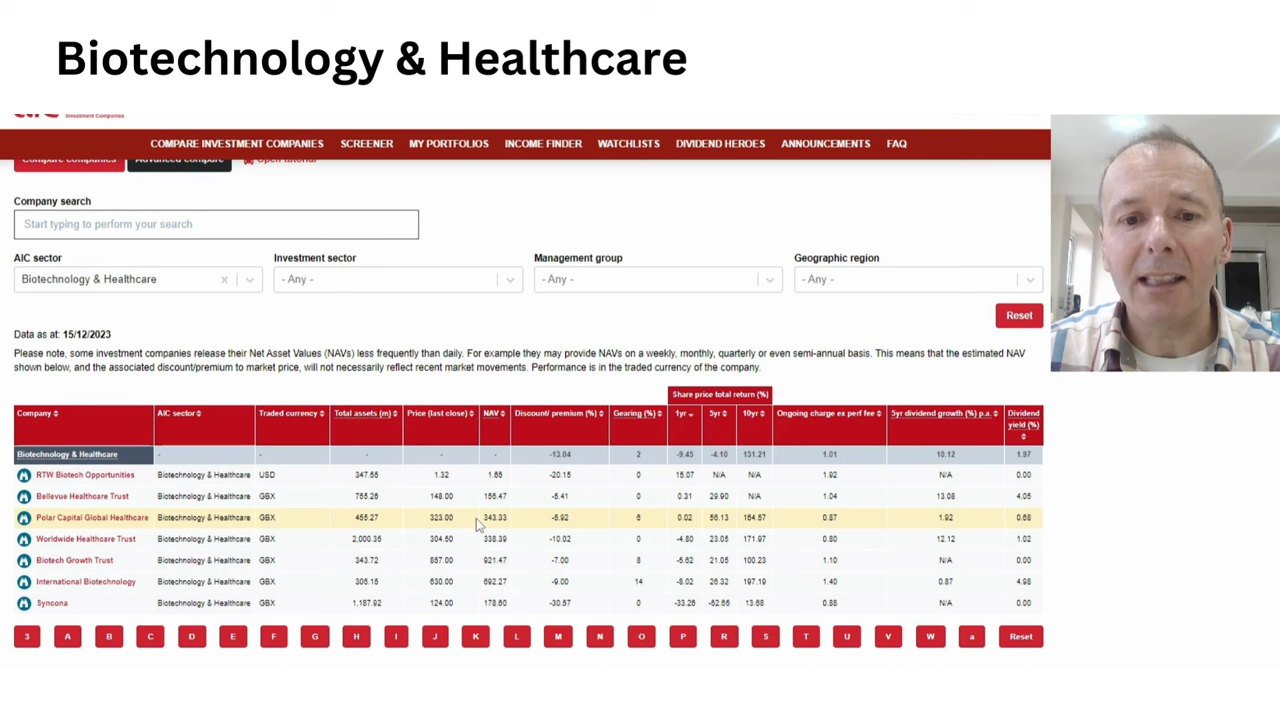 Biotechnology & Healthcare
Investment Companies
COMPARE INVESTMENT COMPANIES SCREENER MY PORTFOLIOS INCOME FINDER WATCHLISTS DIVIDEND HEROES ANNOUNCEMENTS FAQ
Compare companies Advanced compare Open tutorial
Company search
Start typing to perform your search
AIC sector Investment sector Management group Geographic region
Biotechnology & Healthcare - Any - - Any - - Any -
Reset
Data as at: 15/12/2023
Please note, some investment companies release their Net Asset Values (NAVs) less frequently than daily. For example they may provide NAVs on a weekly, monthly, quarterly or even semi-annual basis. This means that the estimated NAV
shown below, and the associated discount/premium to market price, will not necessarily reflect recent market movements. Performance is in the traded currency of the company.
Share price total return (%)
Company AIC sector Traded currency Total assets (m) Price (last close) NAV Discount/ premium (%) Gearing (%) 1yr 5yr 10yr Ongoing charge ex perf fee 5yr dividend growth (%) p.a. Dividend yield (%)
Biotechnology & Healthcare - - - - - -13.04 2 -9.45 -4.10 131.21 1.01 10.12 1.97
RTW Biotech Opportunities Biotechnology & Healthcare USD 347.55 1.32 1.65 -20.15 0 15.07 N/A N/A 1.92 N/A 0.00
Bellevue Healthcare Trust Biotechnology & Healthcare GBX 755.26 148.00 156.47 -5.41 0 0.31 29.90 N/A 1.04 13.08 4.05
Polar Capital Global Healthcare Biotechnology & Healthcare GBX 455.27 323.00 343.33 -5.92 6 0.02 56.13 164.57 0.87 1.92 0.68
Worldwide Healthcare Trust Biotechnology & Healthcare GBX 2,000.35 304.50 338.39 -10.02 0 -4.80 23.05 171.97 0.80 12.12 1.02
Biotech Growth Trust Biotechnology & Healthcare GBX 343.72 857.00 921.47 -7.00 8 -5.62 21.05 100.23 1.10 N/A 0.00
International Biotechnology Biotechnology & Healthcare GBX 306.15 630.00 692.27 -9.00 14 -8.02 26.32 197.19 1.40 0.87 4.98
Syncona Biotechnology & Healthcare GBX 1,187.92 124.00 178.60 -30.57 0 -33.26 -52.65 13.68 0.88 N/A 0.00
3 A B C D E F G H I J K L M N O P R S T U V W a Reset